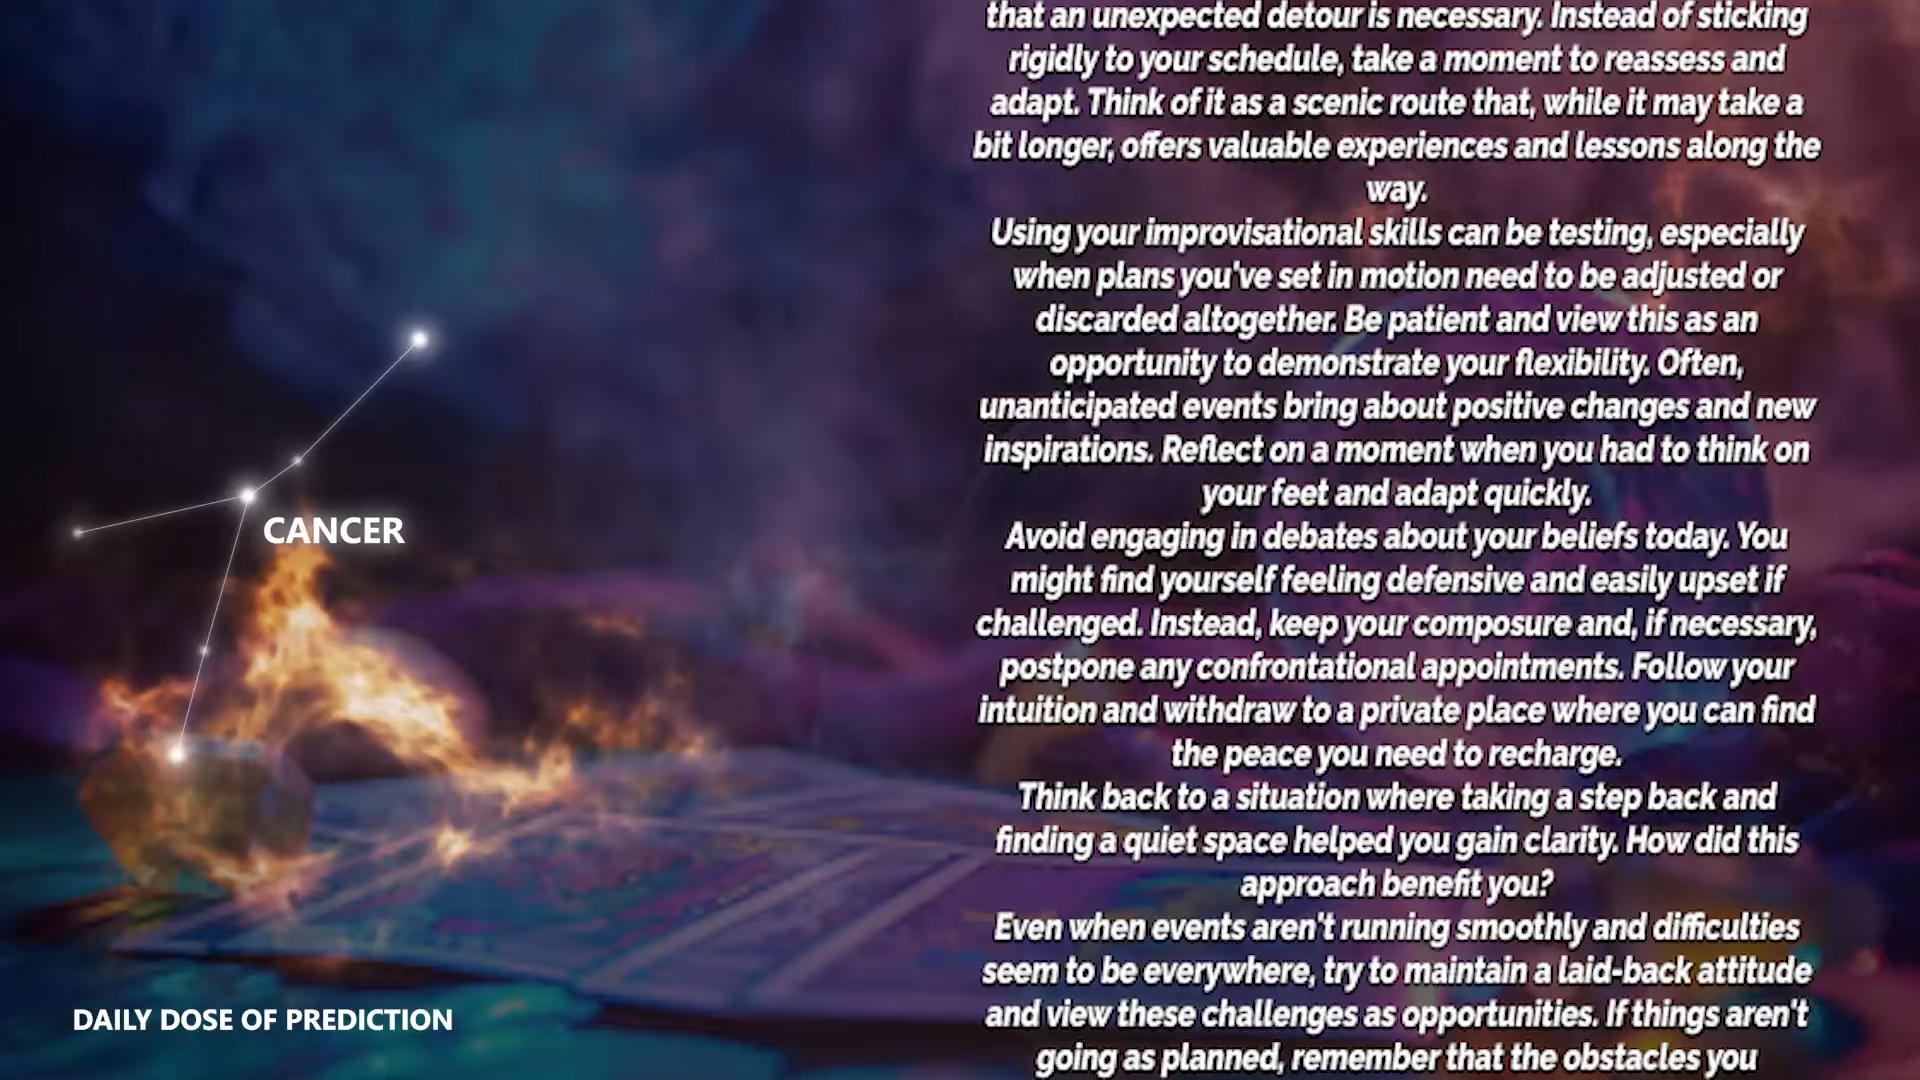 that an unexpected detour is necessary. Instead of sticking
rigidly to your schedule, take a moment to reassess and
adapt. Think of it as a scenic route that, while it may take a
bit longer, offers valuable experiences and lessons along the
way.
Using your improvisational skills can be testing, especially
when plans you've set in motion need to be adjusted or
discarded altogether. Be patient and view this as an
opportunity to demonstrate your flexibility. Often,
unanticipated events bring about positive changes and new
inspirations. Reflect on a moment when you had to think on
your feet and adapt quickly.
Avoid engaging in debates about your beliefs today. You
might find yourself feeling defensive and easily upset if
challenged. Instead, keep your composure and, if necessary,
postpone any confrontational appointments. Follow your
intuition and withdraw to a private place where you can find
the peace you need to recharge.
Think back to a situation where taking a step back and
finding a quiet space helped you gain clarity. How did this
approach benefit you?
Even when events aren't running smoothly and difficulties
seem to be everywhere, try to maintain a laid-back attitude
and view these challenges as opportunities. If things aren't
going as planned, remember that the obstacles you
CANCER
DAILY DOSE OF PREDICTION